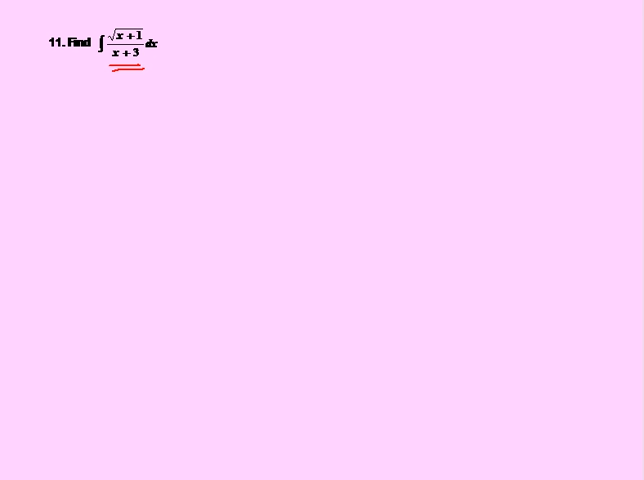 11. Find ∫ √(x+1)/(x+3) dx